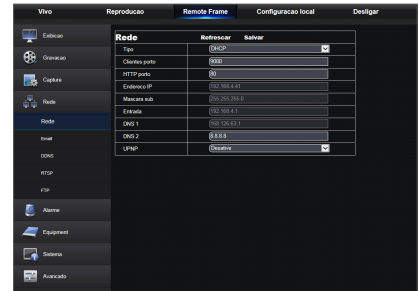 Vivo Reproducao Remote Frame Configuracao local Desligar
Exibicao
Gravacao
Capture
Rede
Rede
Email
DDNS
RTSP
FTP
Alarme
Equipment
Sistema
Avancado
Rede Refrescar Salvar
Tipo DHCP
Clientes porto 9000
HTTP porto 80
Endereco IP 192.168.4.41
Mascara sub 255.255.255.0
Entrada 192.168.4.1
DNS 1 168.126.63.1
DNS 2 8.8.8.8
UPNP Desative